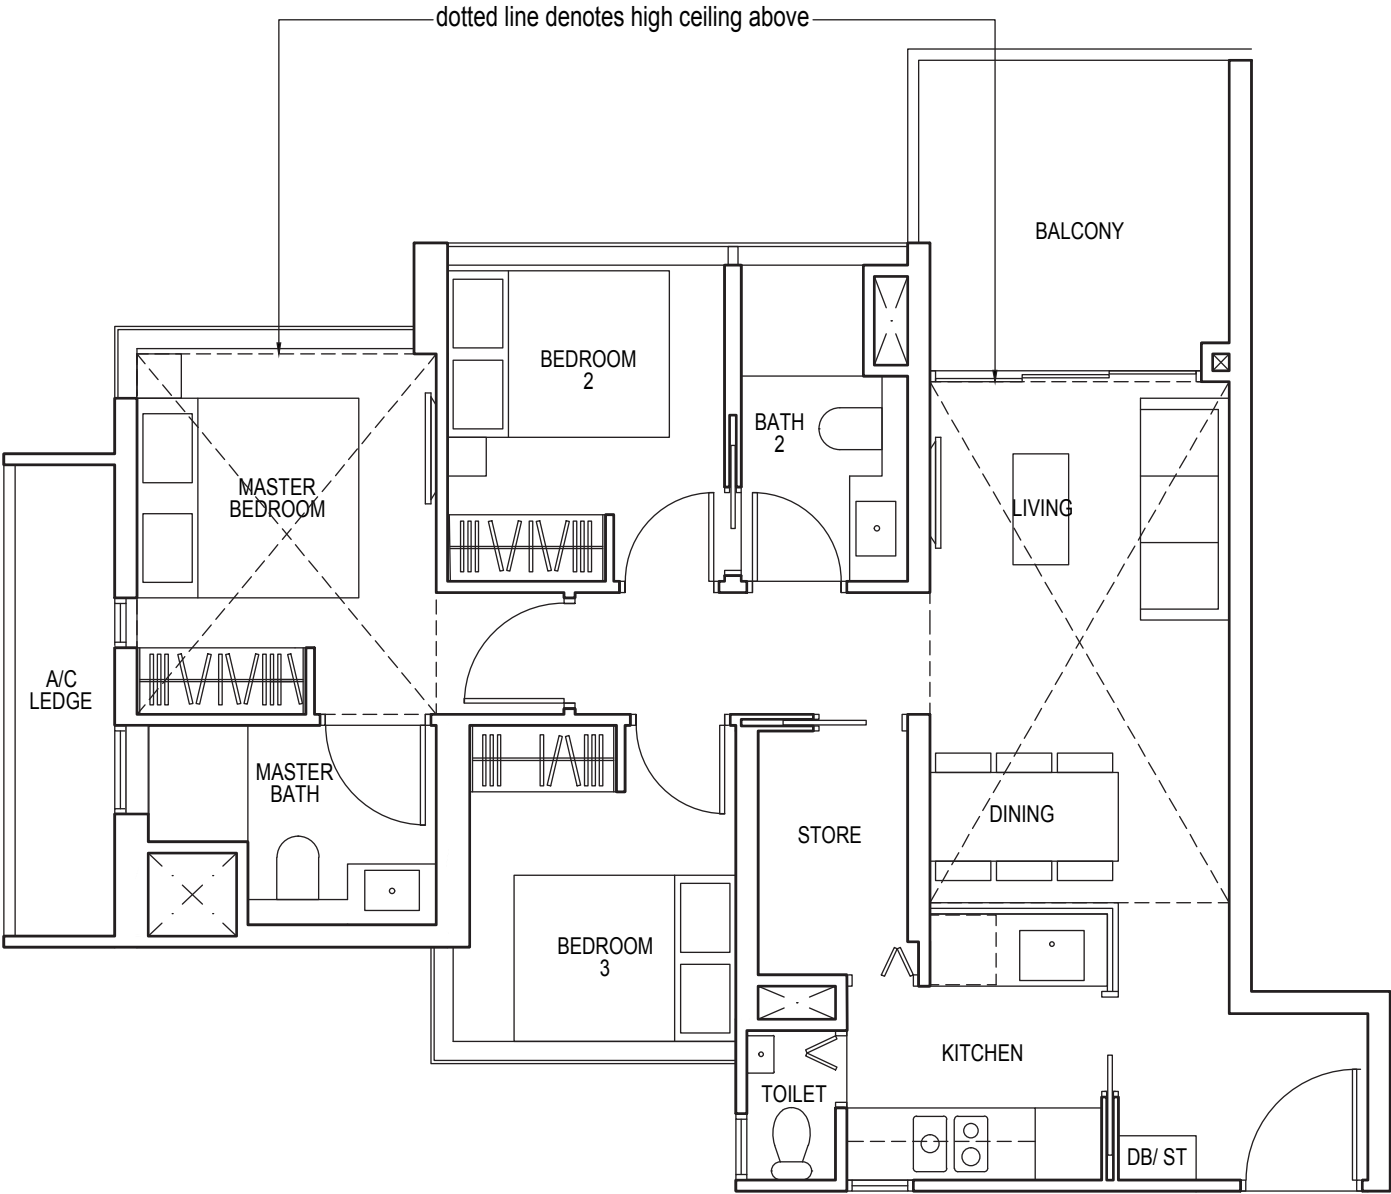 dotted line denotes high ceiling above
BALCONY
BEDROOM
2
BATH
2
MASTER
BEDROOM
LIVING
A/C
LEDGE
MASTER
BATH
DINING
STORE
BEDROOM
3
KITCHEN
TOILET
DB/ ST